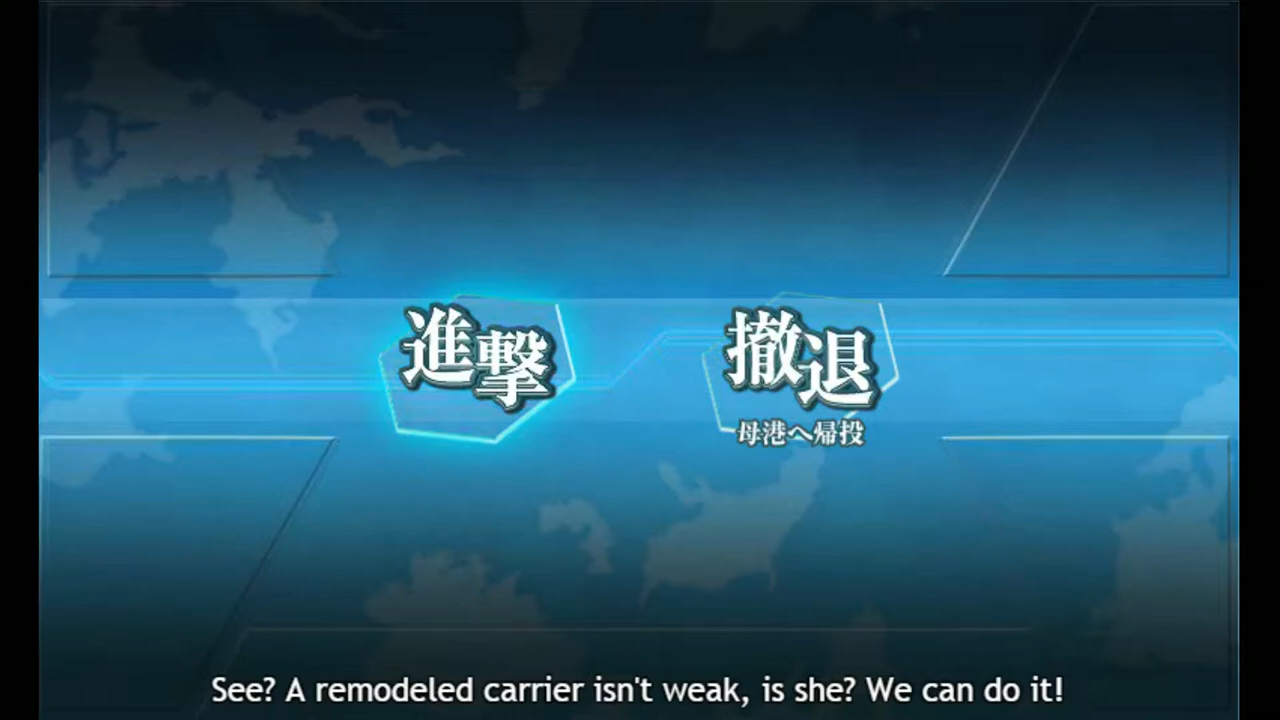 進撃
撤退
母港へ帰投
See? A remodeled carrier isn't weak, is she? We can do it!